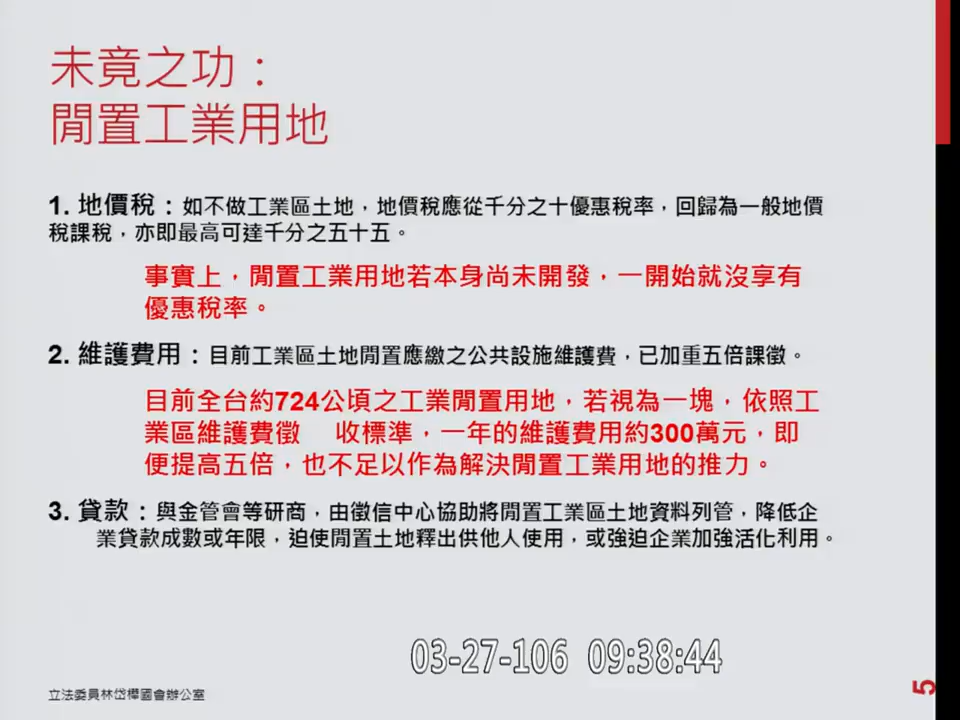 未竟之功：
閒置工業用地
1. 地價稅：如不做工業區土地，地價稅應從千分之十優惠稅率，回歸為一般地價
稅課稅，亦即最高可達千分之五十五。
事實上，閒置工業用地若本身尚未開發，一開始就沒享有
優惠稅率。
2. 維護費用：目前工業區土地閒置應繳之公共設施維護費，已加重五倍課徵。
目前全台約724公頃之工業閒置用地，若視為一塊，依照工
業區維護費徵 收標準，一年的維護費用約300萬元，即
便提高五倍，也不足以作為解決閒置工業用地的推力。
3. 貸款：與金管會等研商，由徵信中心協助將閒置工業區土地資料列管，降低企
業貸款成數或年限，迫使閒置土地釋出供他人使用，或強迫企業加強活化利用。
03-27-106 09:38:44
立法委員林岱樺國會辦公室
5